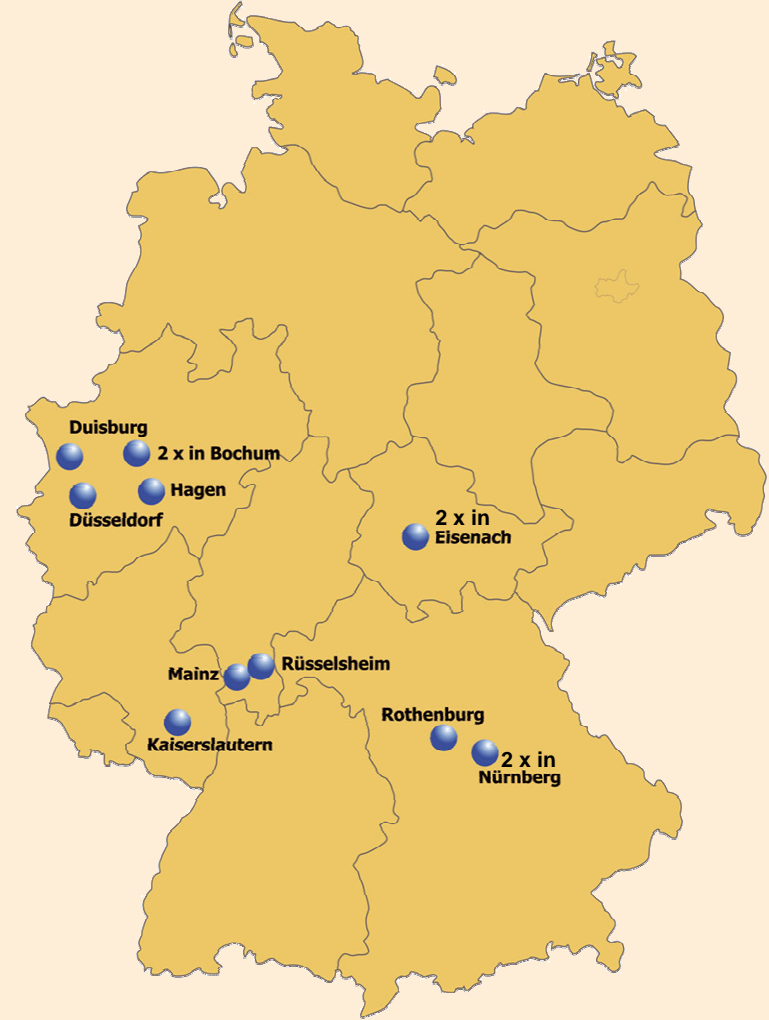 Duisburg
2 x in Bochum
Hagen
Düsseldorf
2 x in
Eisenach
Rüsselsheim
Mainz
Rothenburg
Kaiserslautern
2 x in
Nürnberg